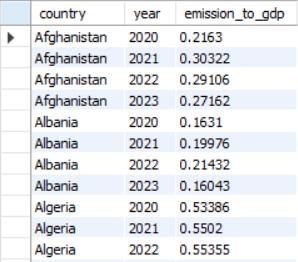 country year emission_to_gdp
Afghanistan 2020 0.2163
Afghanistan 2021 0.30322
Afghanistan 2022 0.29106
Afghanistan 2023 0.27162
Albania 2020 0.1631
Albania 2021 0.19976
Albania 2022 0.21432
Albania 2023 0.16043
Algeria 2020 0.53386
Algeria 2021 0.5502
Algeria 2022 0.55355